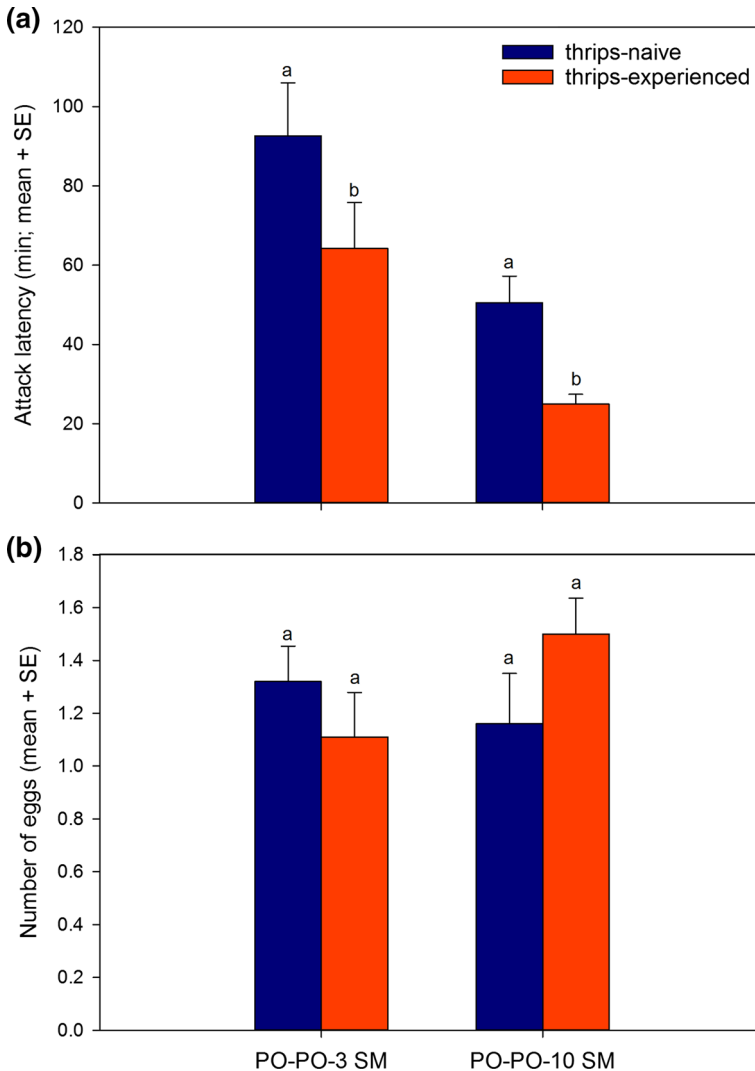 (a)
120
100
80
60
40
20
0
Attack latency (min; mean + SE)
thrips-naive
thrips-experienced
a
b
a
b
(b)
1.8
1.6
1.4
1.2
1.0
0.8
0.6
0.4
0.2
0.0
Number of eggs (mean + SE)
a
a
a
a
PO-PO-3 SM
PO-PO-10 SM